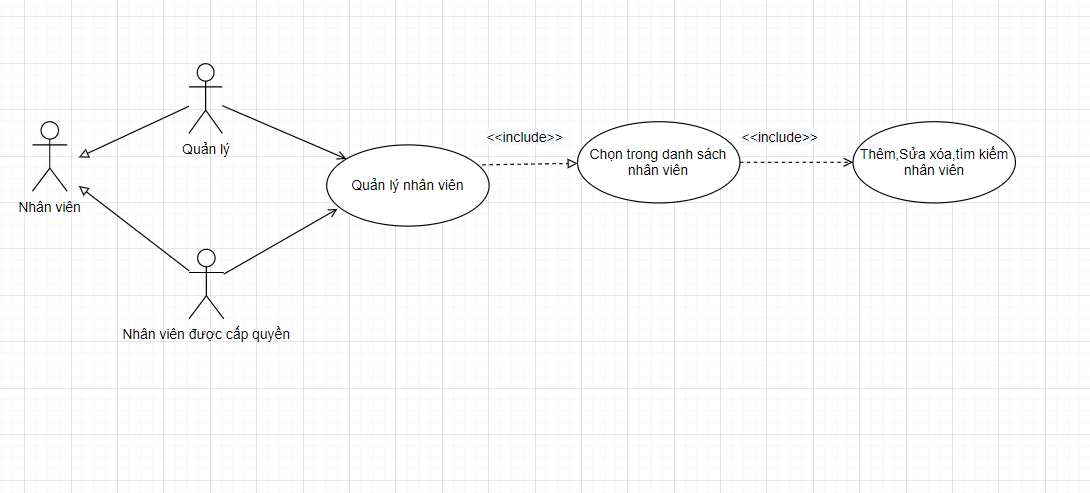 Quản lý
Nhân viên
Nhân viên được cấp quyền
Quản lý nhân viên
<<include>>
Chọn trong danh sách
nhân viên
<<include>>
Thêm,Sửa xóa,tìm kiếm
nhân viên